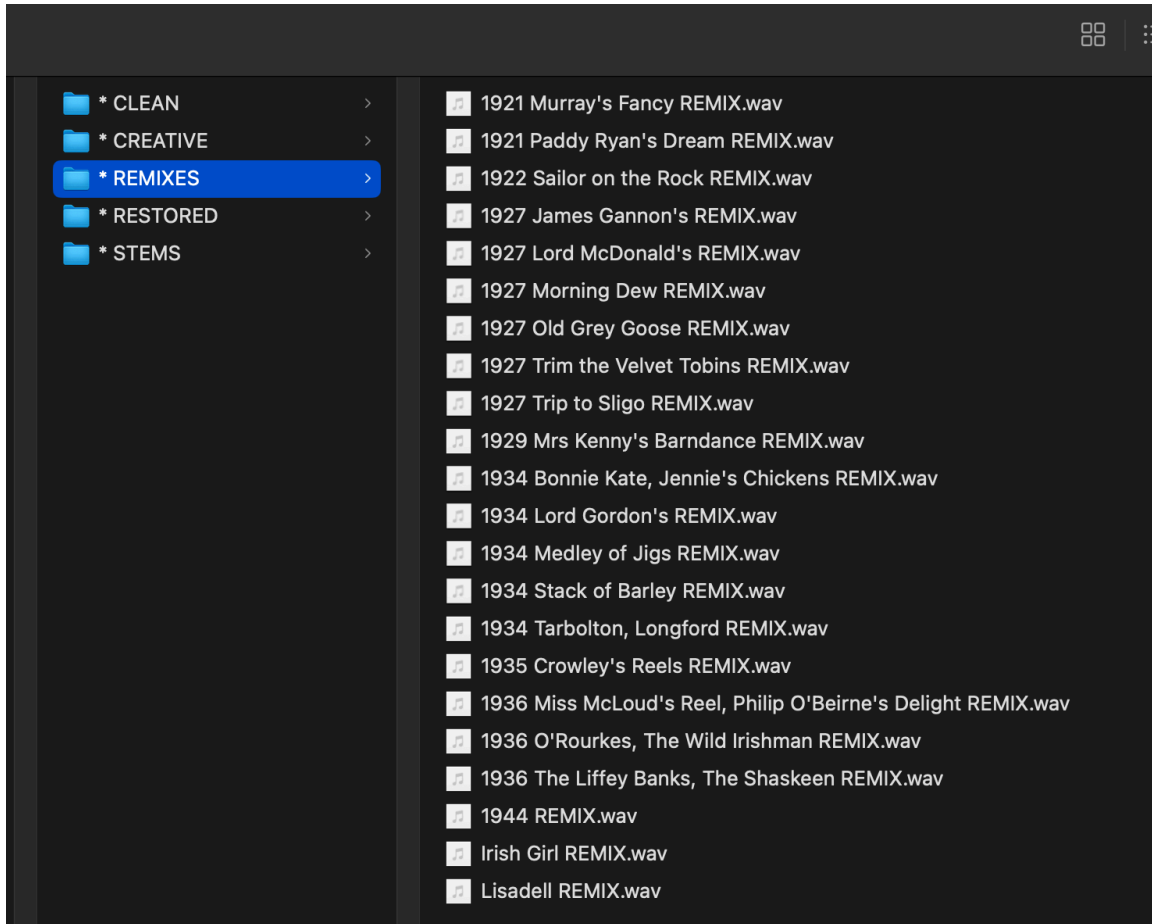 * CLEAN
* CREATIVE
* REMIXES
* RESTORED
* STEMS
1921 Murray's Fancy REMIX.wav
1921 Paddy Ryan's Dream REMIX.wav
1922 Sailor on the Rock REMIX.wav
1927 James Gannon's REMIX.wav
1927 Lord McDonald's REMIX.wav
1927 Morning Dew REMIX.wav
1927 Old Grey Goose REMIX.wav
1927 Trim the Velvet Tobins REMIX.wav
1927 Trip to Sligo REMIX.wav
1929 Mrs Kenny's Barndance REMIX.wav
1934 Bonnie Kate, Jennie's Chickens REMIX.wav
1934 Lord Gordon's REMIX.wav
1934 Medley of Jigs REMIX.wav
1934 Stack of Barley REMIX.wav
1934 Tarbolton, Longford REMIX.wav
1935 Crowley's Reels REMIX.wav
1936 Miss McLoud's Reel, Philip O'Beirne's Delight REMIX.wav
1936 O'Rourkes, The Wild Irishman REMIX.wav
1936 The Liffey Banks, The Shaskeen REMIX.wav
1944 REMIX.wav
Irish Girl REMIX.wav
Lisadell REMIX.wav